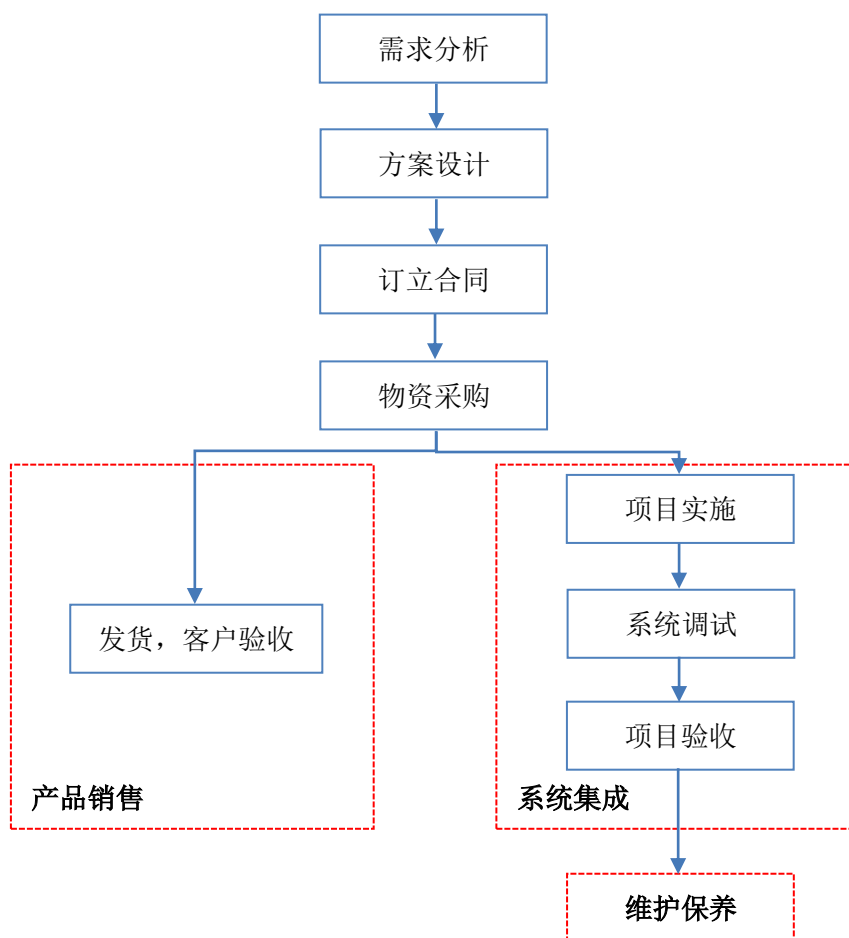 需求分析
方案设计
订立合同
物资采购
发货，客户验收
产品销售
项目实施
系统调试
项目验收
系统集成
维护保养